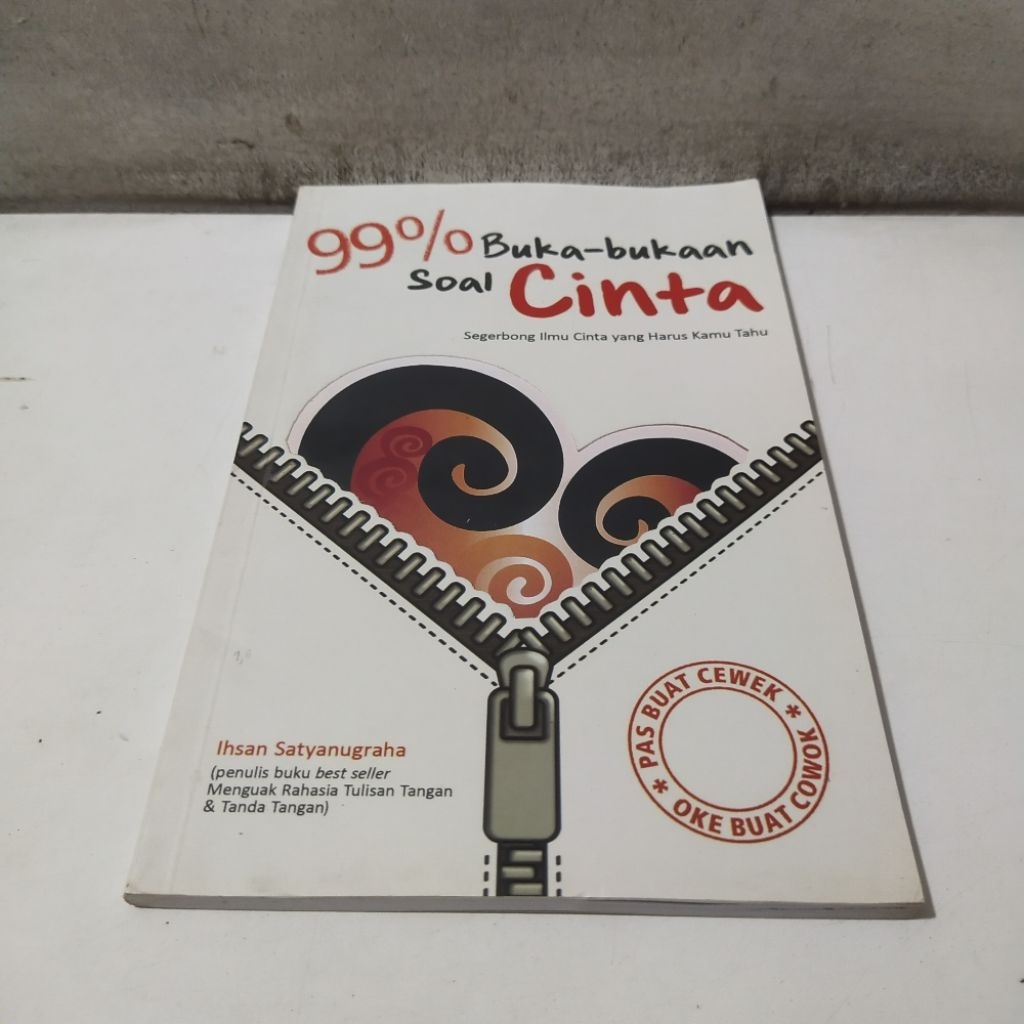 99% Buka-bukaan
Soal Cinta
Segerbong Ilmu Cinta yang Harus Kamu Tahu
Ihsan Satyanugraha
(penulis buku best seller
Menguak Rahasia Tulisan Tangan
& Tanda Tangan)
* PAS BUAT CEWEK *
OKE BUAT COWOK